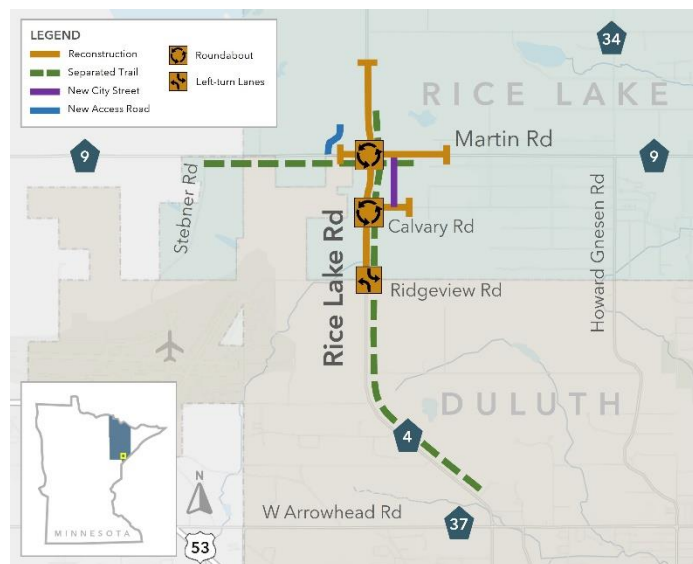 LEGEND
Reconstruction
Separated Trail
New City Street
New Access Road
Roundabout
Left-turn Lanes
34
RICE LAKE
Martin Rd
9
9
Stebner Rd
Rice Lake Rd
Calvary Rd
Howard Gnesen Rd
Ridgeview Rd
DULUTH
4
MINNESOTA
N
53
W Arrowhead Rd
37